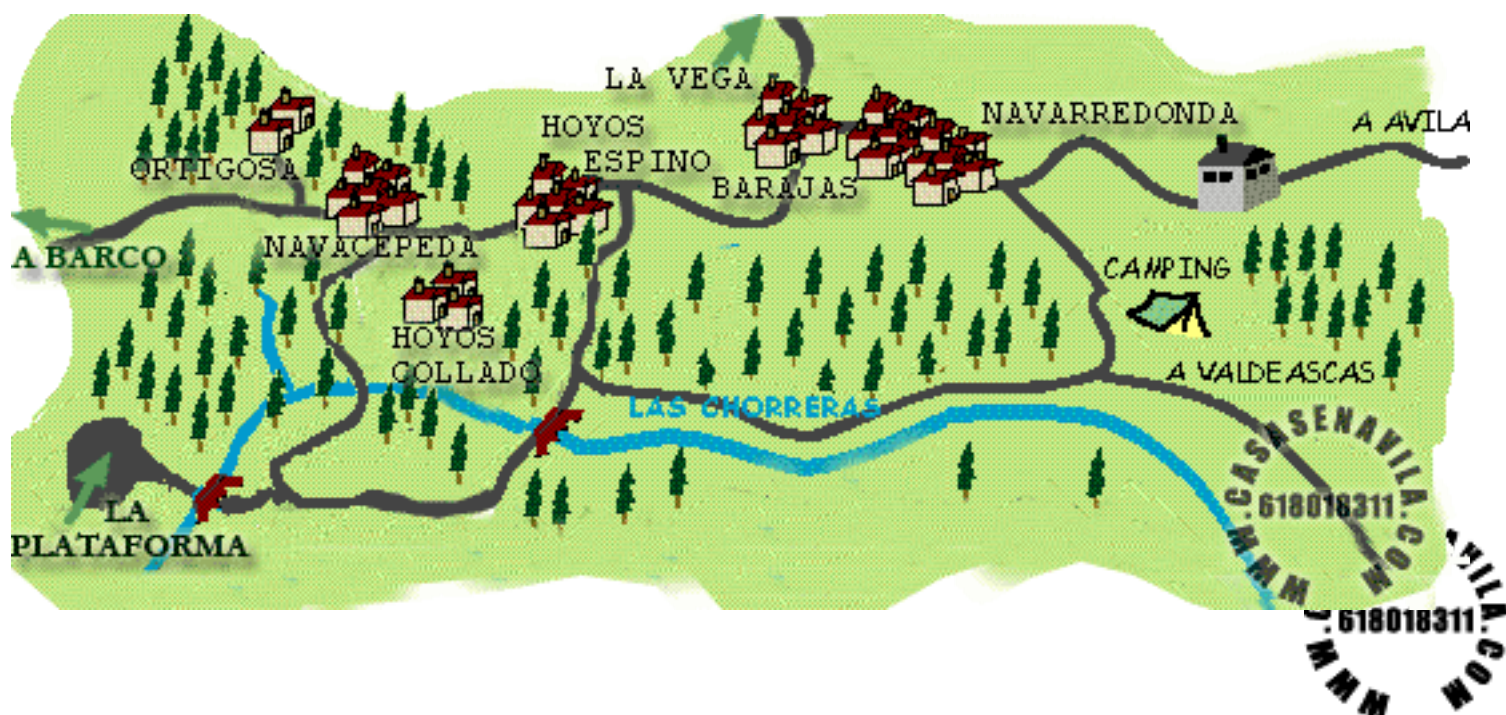 LA VEGA
HOYOS
ESPINO
NAVARREDONDA
A AVILA
ORTIGOSA
BARAJAS
NAVACEPEDA
A BARCO
CAMPING
HOYOS
COLLADO
A VALDEASCAS
LAS CHORRERAS
LA
PLATAFORMA
WWW.CASASENAVILA.COM
618018311
AVILA.COM
618018311
WWW.